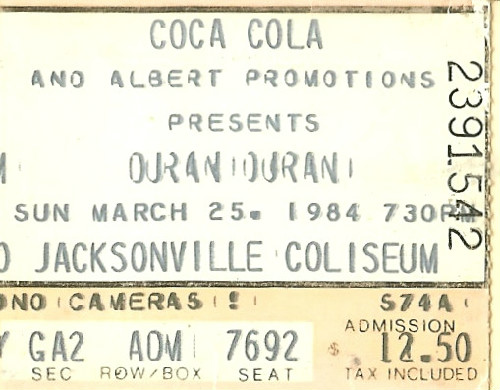 COCA COLA
AND ALBERT PROMOTIONS
PRESENTS
M DURAN DURAN
SUN MARCH 25. 1984 730PM
O JACKSONVILLE COLISEUM
NO CAMERAS! S74A
ADMISSION
Y GA2 ADM 7692 $ 12.50
SEC ROW/BOX SEAT TAX INCLUDED
2391542